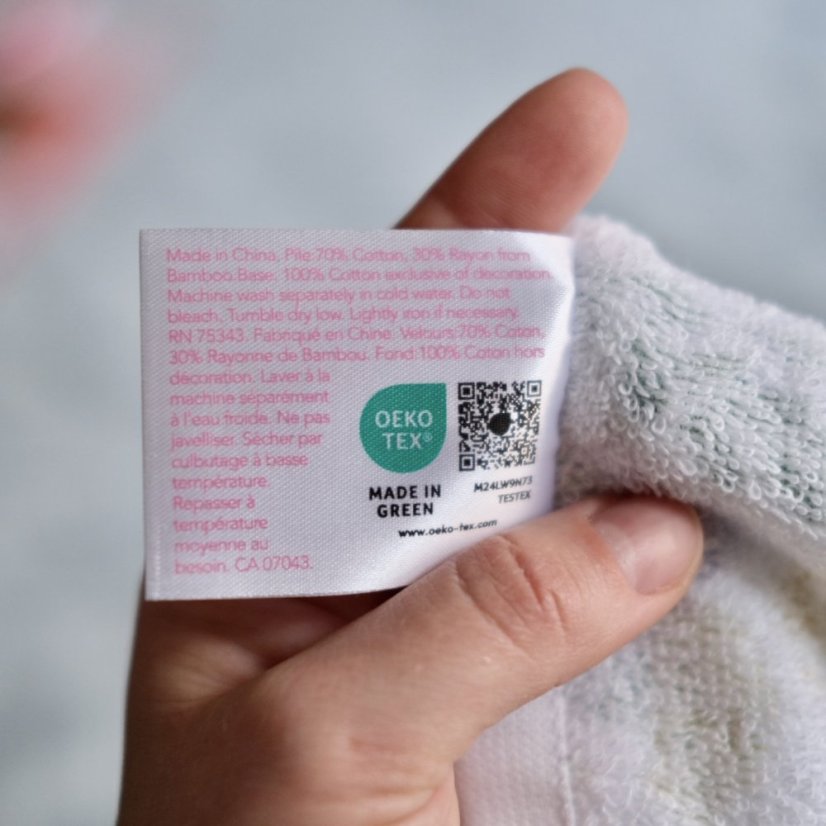 Made in China. Pile:70% Cotton, 30% Rayon from
Bamboo.Base: 100% Cotton exclusive of decoration.
Machine wash separately in cold water. Do not
bleach. Tumble dry low. Lightly iron if necessary.
RN 75343. Fabriqué en Chine. Velours:70% Coton,
30% Rayonne de Bambou. Fond:100% Coton hors
décoration. Laver à la
machine séparément
à l'eau froide. Ne pas
javelliser. Sécher par
culbutage à basse
température.
Repasser à
température
moyenne au
besoin. CA 07043.
OEKO
TEX®
MADE IN
GREEN
M24LW9N73
TESTEX
www.oeko-tex.com